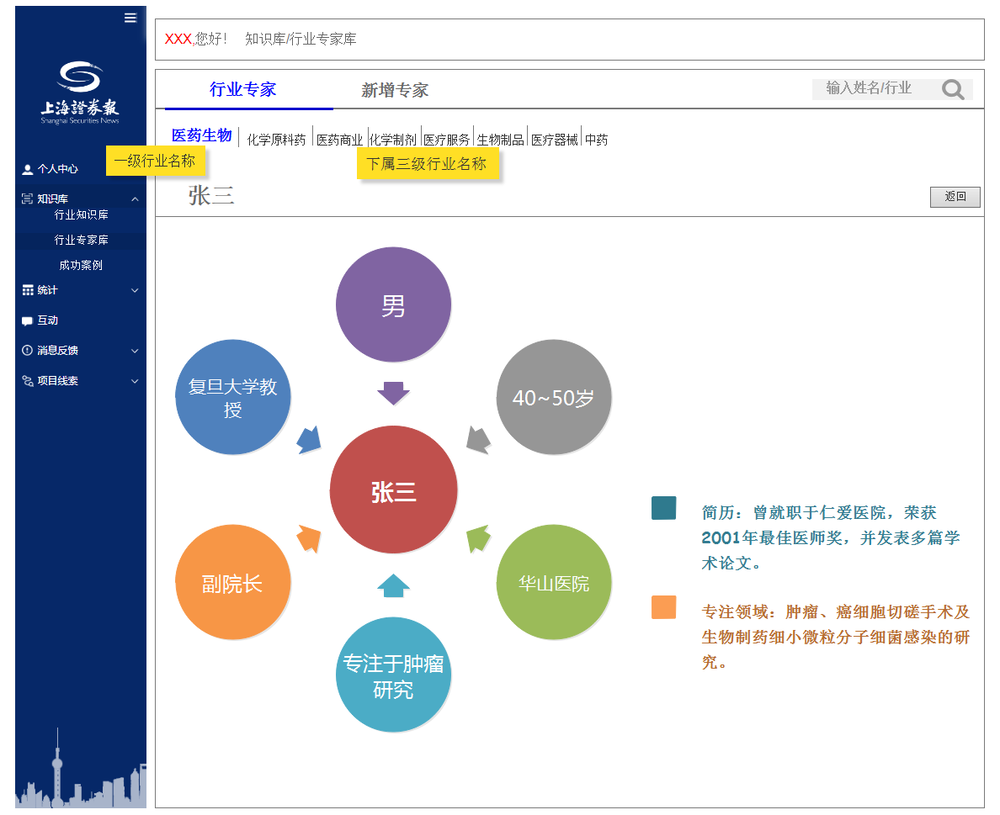 XXX,您好!
知识库/行业专家库
上海證券報
Shanghai Securities News
个人中心
知识库
行业知识库
行业专家库
成功案例
统计
互动
消息反馈
项目线索
行业专家
新增专家
输入姓名/行业
医药生物
化学原料药
医药商业
化学制剂
医疗服务
生物制品
医疗器械
中药
一级行业名称
下属三级行业名称
张三
返回
男
复旦大学教
授
40~50岁
张三
副院长
华山医院
专注于肿瘤
研究
简历：曾就职于仁爱医院，荣获
2001年最佳医师奖，并发表多篇学
术论文。
专注领域：肿瘤、癌细胞切磋手术及
生物制药细小微粒分子细菌感染的研
究。